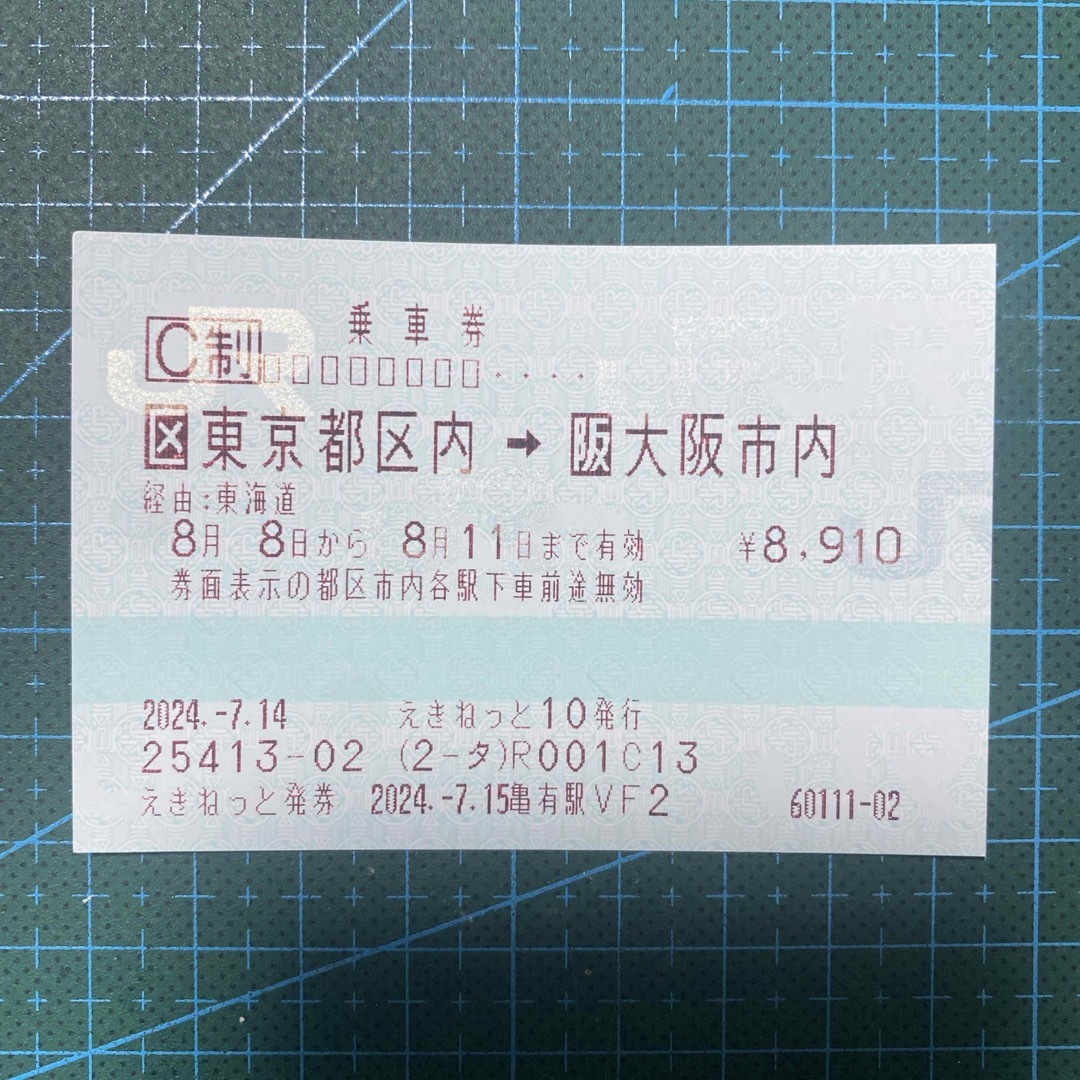 乗車券
C制
□□□□□□□□・・・・
区 東京都区内 → 阪 大阪市内
経由:東海道
8月 8日から 8月11日まで有効 ¥8,910
券面表示の都区市内各駅下車前途無効
2024.-7.14 えきねっと10発行
25413-02 (2-タ)R001C13
えきねっと発券 2024.-7.15亀有駅VF2 60111-02